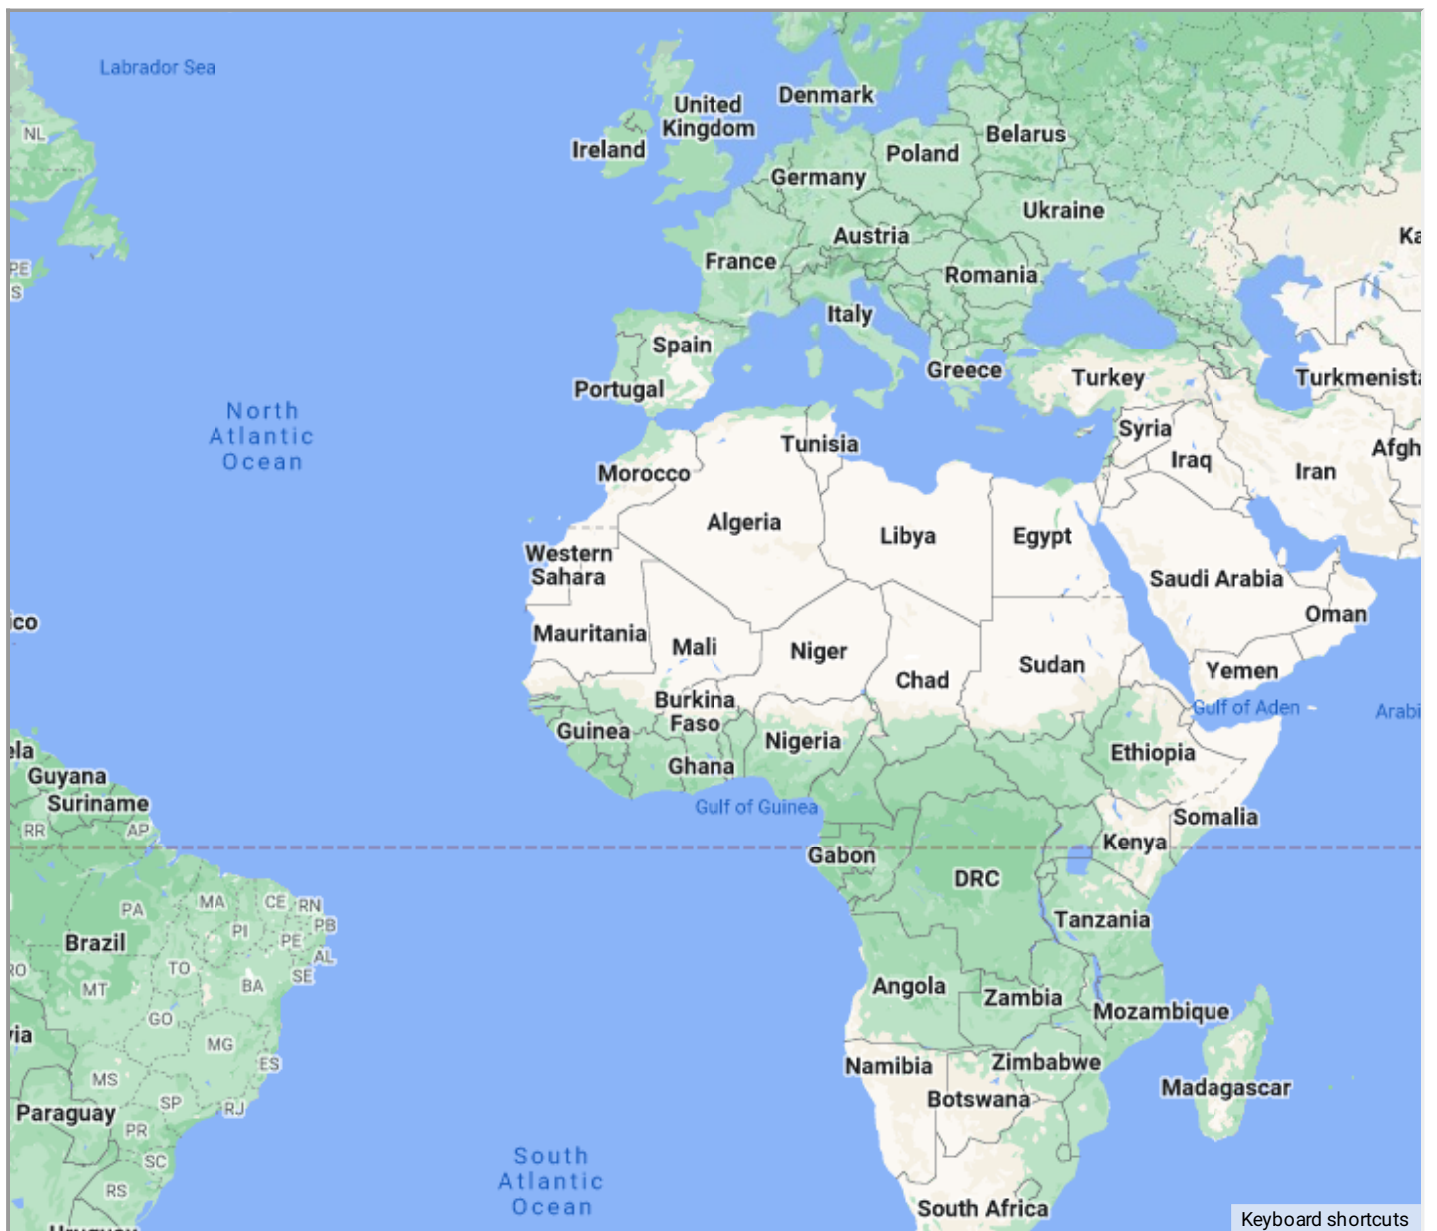 Labrador Sea
NL
PE
S
United
Kingdom
Ireland
Denmark
Belarus
Poland
Germany
Ukraine
Austria
France
Romania
Ka
Italy
Spain
Portugal
Greece
Turkey
Turkmenista
North
Atlantic
Ocean
Tunisia
Syria
Iraq
Iran
Afgh
Morocco
Algeria
Libya
Egypt
Western
Sahara
Saudi Arabia
Oman
ico
Mauritania
Mali
Niger
Chad
Sudan
Yemen
Gulf of Aden
Arabi
Burkina
Faso
Guinea
Nigeria
Ghana
Ethiopia
ela
Guyana
Suriname
RR
AP
Gulf of Guinea
Somalia
Kenya
Gabon
DRC
Tanzania
PA
MA
CE
RN
PB
PI
PE
AL
Brazil
RO
TO
SE
MT
BA
GO
Angola
Zambia
Mozambique
via
MG
ES
MS
Namibia
Zimbabwe
Botswana
Madagascar
Paraguay
SP
RJ
PR
SC
RS
South
Atlantic
Ocean
South Africa
Uruguay
Keyboard shortcuts